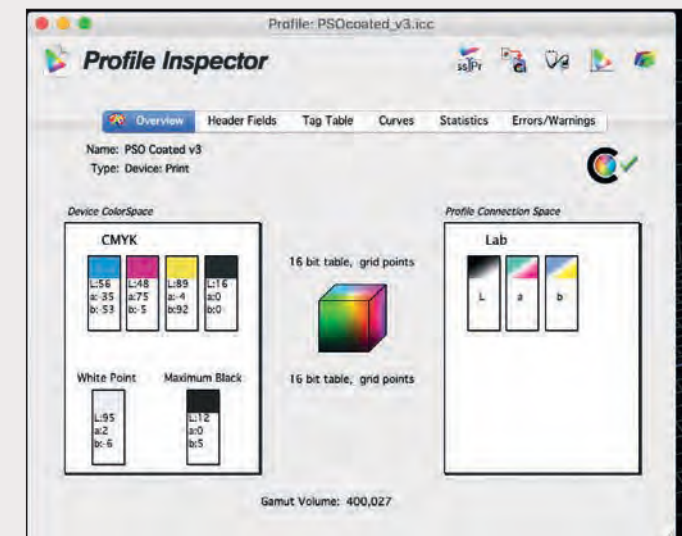 Profile: PSOcoated_v3.icc
Profile Inspector
Overview Header Fields Tag Table Curves Statistics Errors/Warnings
Name: PSO Coated v3
Type: Device: Print
Device ColorSpace
Profile Connection Space
CMYK
Lab
L:56 L:48 L:89 L:16
a:-35 a:75 a:-4 a:0
b:-53 b:-5 b:92 b:0
16 bit table, grid points
L a b
White Point Maximum Black
16 bit table, grid points
L:95 L:12
a:2 a:0
b:-6 b:5
Gamut Volume: 400,027